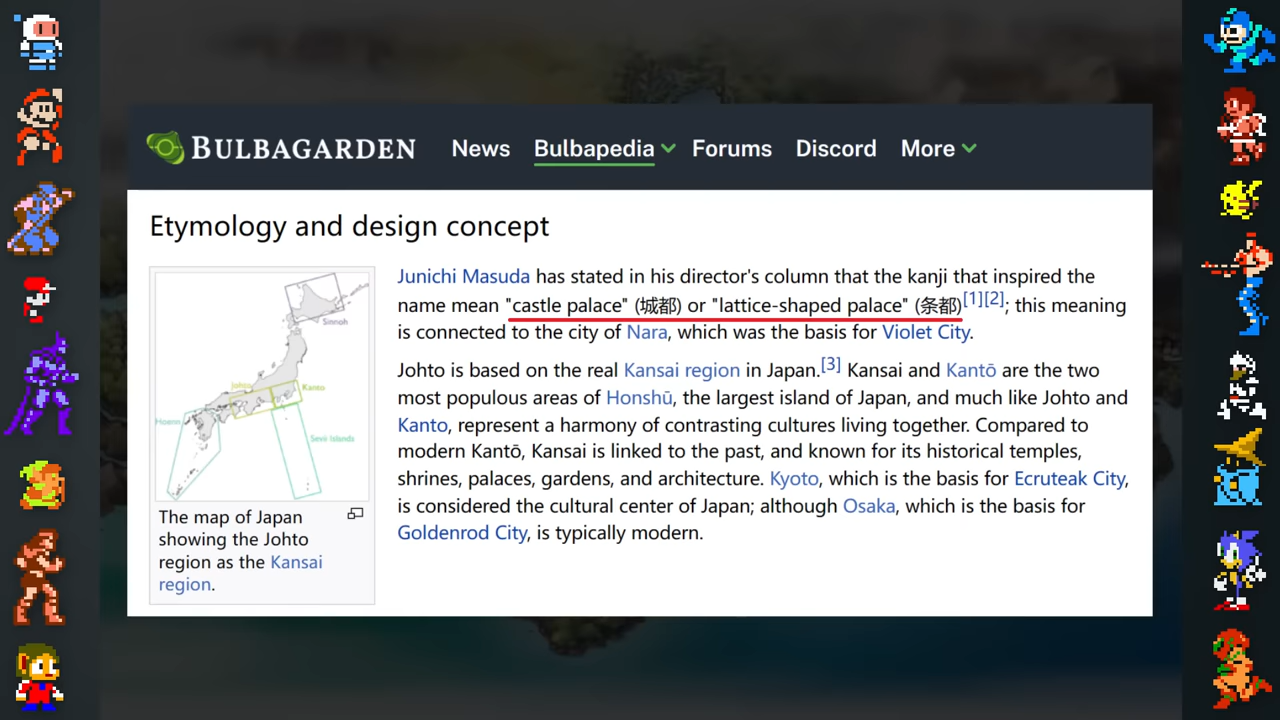 BULBAGARDEN News Bulbapedia Forums Discord More
Etymology and design concept
Junichi Masuda has stated in his director's column that the kanji that inspired the
name mean "castle palace" (城都) or "lattice-shaped palace" (条都)[1][2]; this meaning
is connected to the city of Nara, which was the basis for Violet City.
Johto is based on the real Kansai region in Japan.[3] Kansai and Kantō are the two
most populous areas of Honshū, the largest island of Japan, and much like Johto and
Kanto, represent a harmony of contrasting cultures living together. Compared to
modern Kantō, Kansai is linked to the past, and known for its historical temples,
shrines, palaces, gardens, and architecture. Kyoto, which is the basis for Ecruteak City,
is considered the cultural center of Japan; although Osaka, which is the basis for
Goldenrod City, is typically modern.
Sinnoh
Johto
Kanto
Hoenn
Sevii Islands
The map of Japan
showing the Johto
region as the Kansai
region.